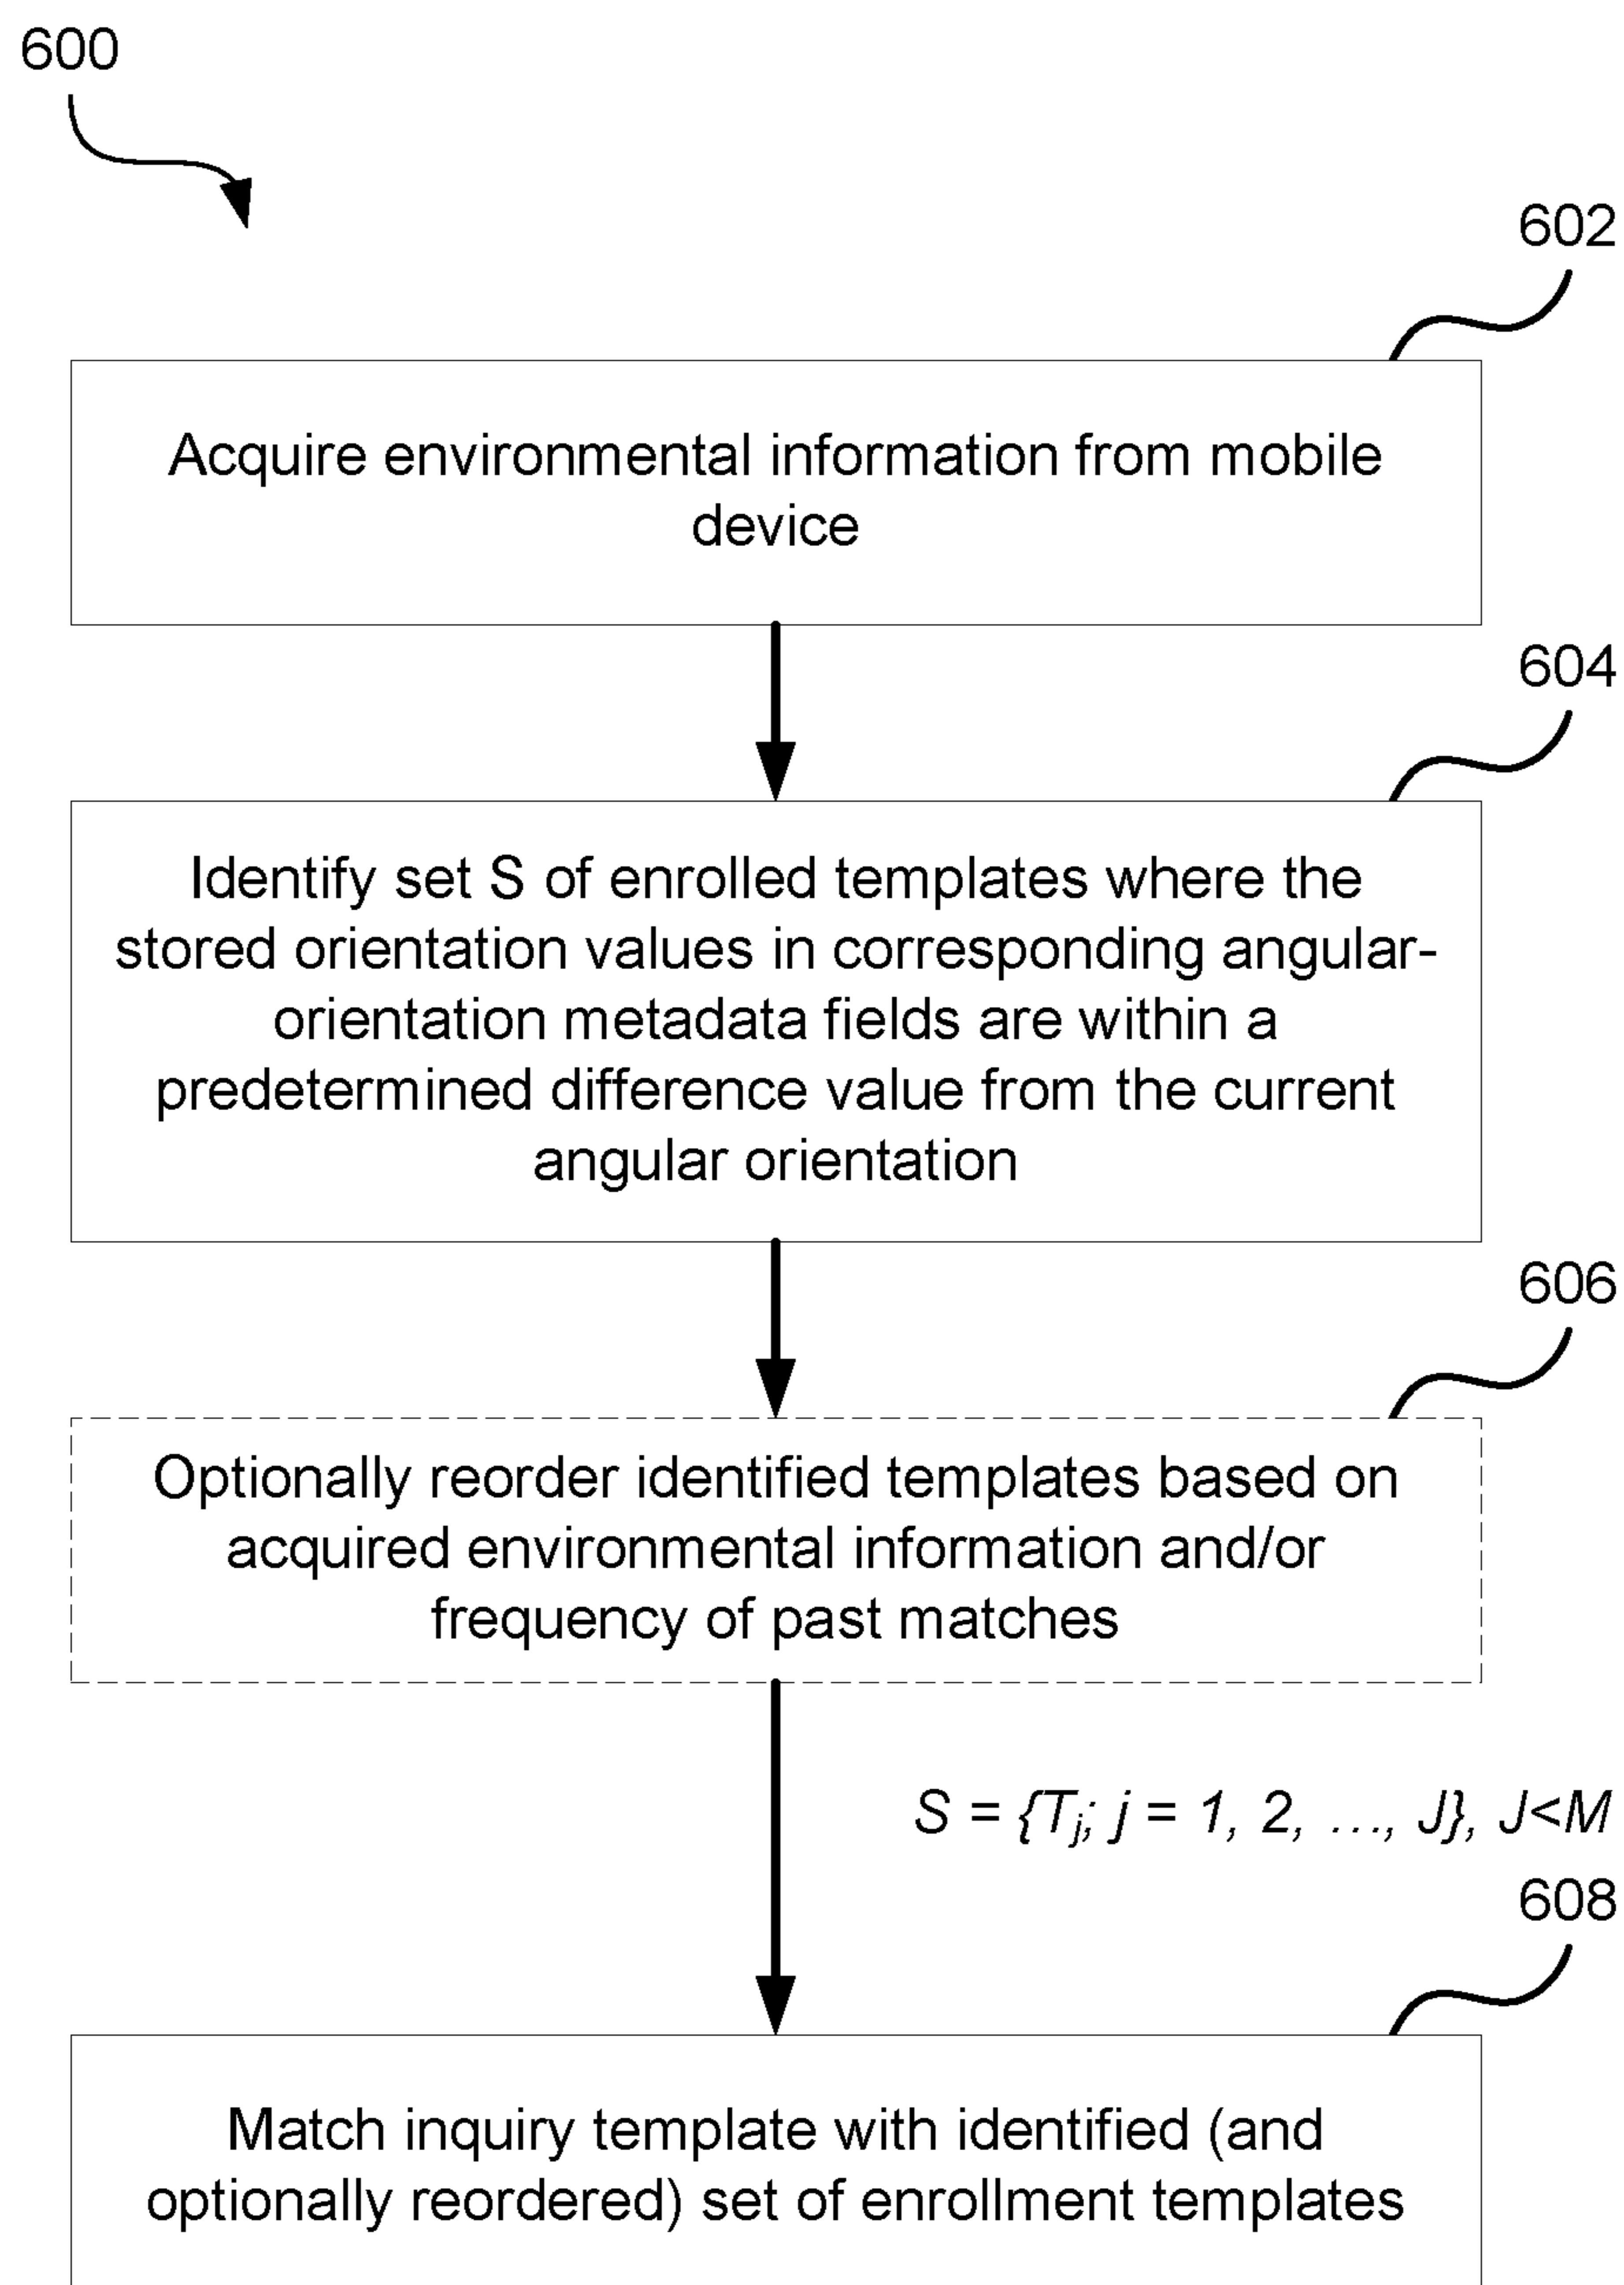 600
602
Acquire environmental information from mobile
device
604
Identify set S of enrolled templates where the
stored orientation values in corresponding angular-
orientation metadata fields are within a
predetermined difference value from the current
angular orientation
606
Optionally reorder identified templates based on
acquired environmental information and/or
frequency of past matches
S = {Tj; j = 1, 2, …, J}, J<M
608
Match inquiry template with identified (and
optionally reordered) set of enrollment templates